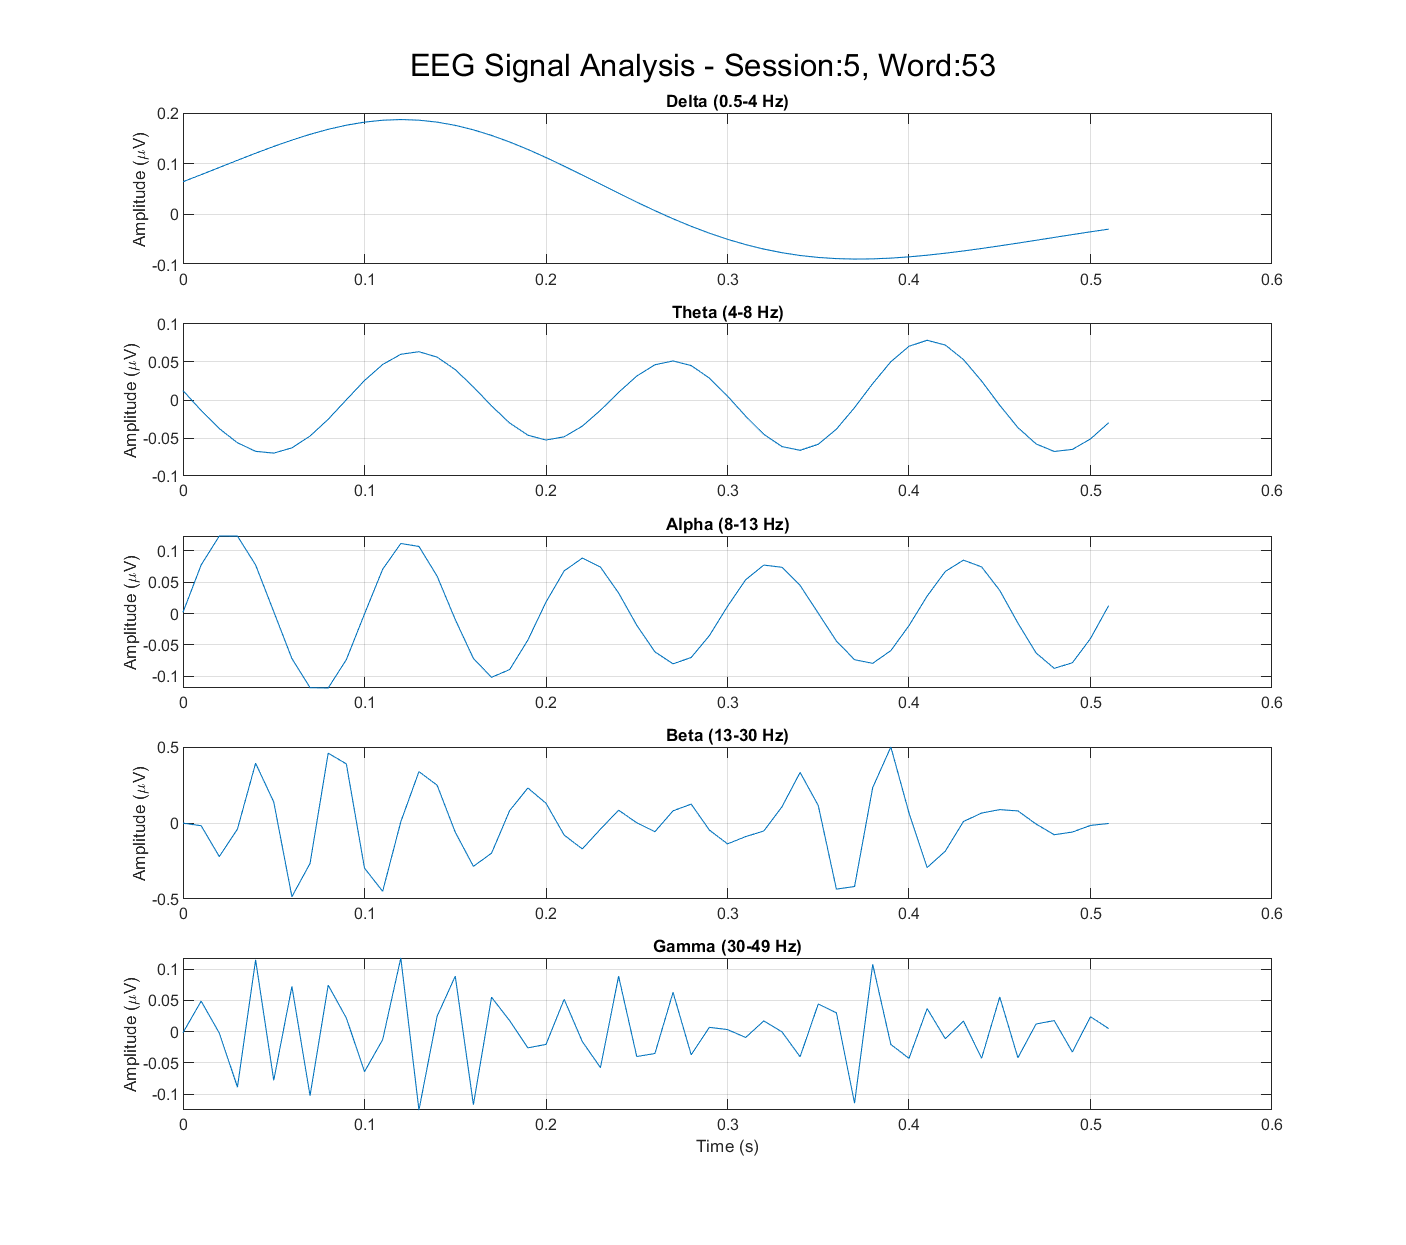 EEG Signal Analysis - Session:5, Word:53
Delta (0.5-4 Hz)
Amplitude (μV)
0.2
0.1
0
-0.1
0 0.1 0.2 0.3 0.4 0.5 0.6
Theta (4-8 Hz)
Amplitude (μV)
0.1
0.05
0
-0.05
-0.1
0 0.1 0.2 0.3 0.4 0.5 0.6
Alpha (8-13 Hz)
Amplitude (μV)
0.1
0.05
0
-0.05
-0.1
0 0.1 0.2 0.3 0.4 0.5 0.6
Beta (13-30 Hz)
Amplitude (μV)
0.5
0
-0.5
0 0.1 0.2 0.3 0.4 0.5 0.6
Gamma (30-49 Hz)
Amplitude (μV)
0.1
0.05
0
-0.05
-0.1
0 0.1 0.2 0.3 0.4 0.5 0.6
Time (s)